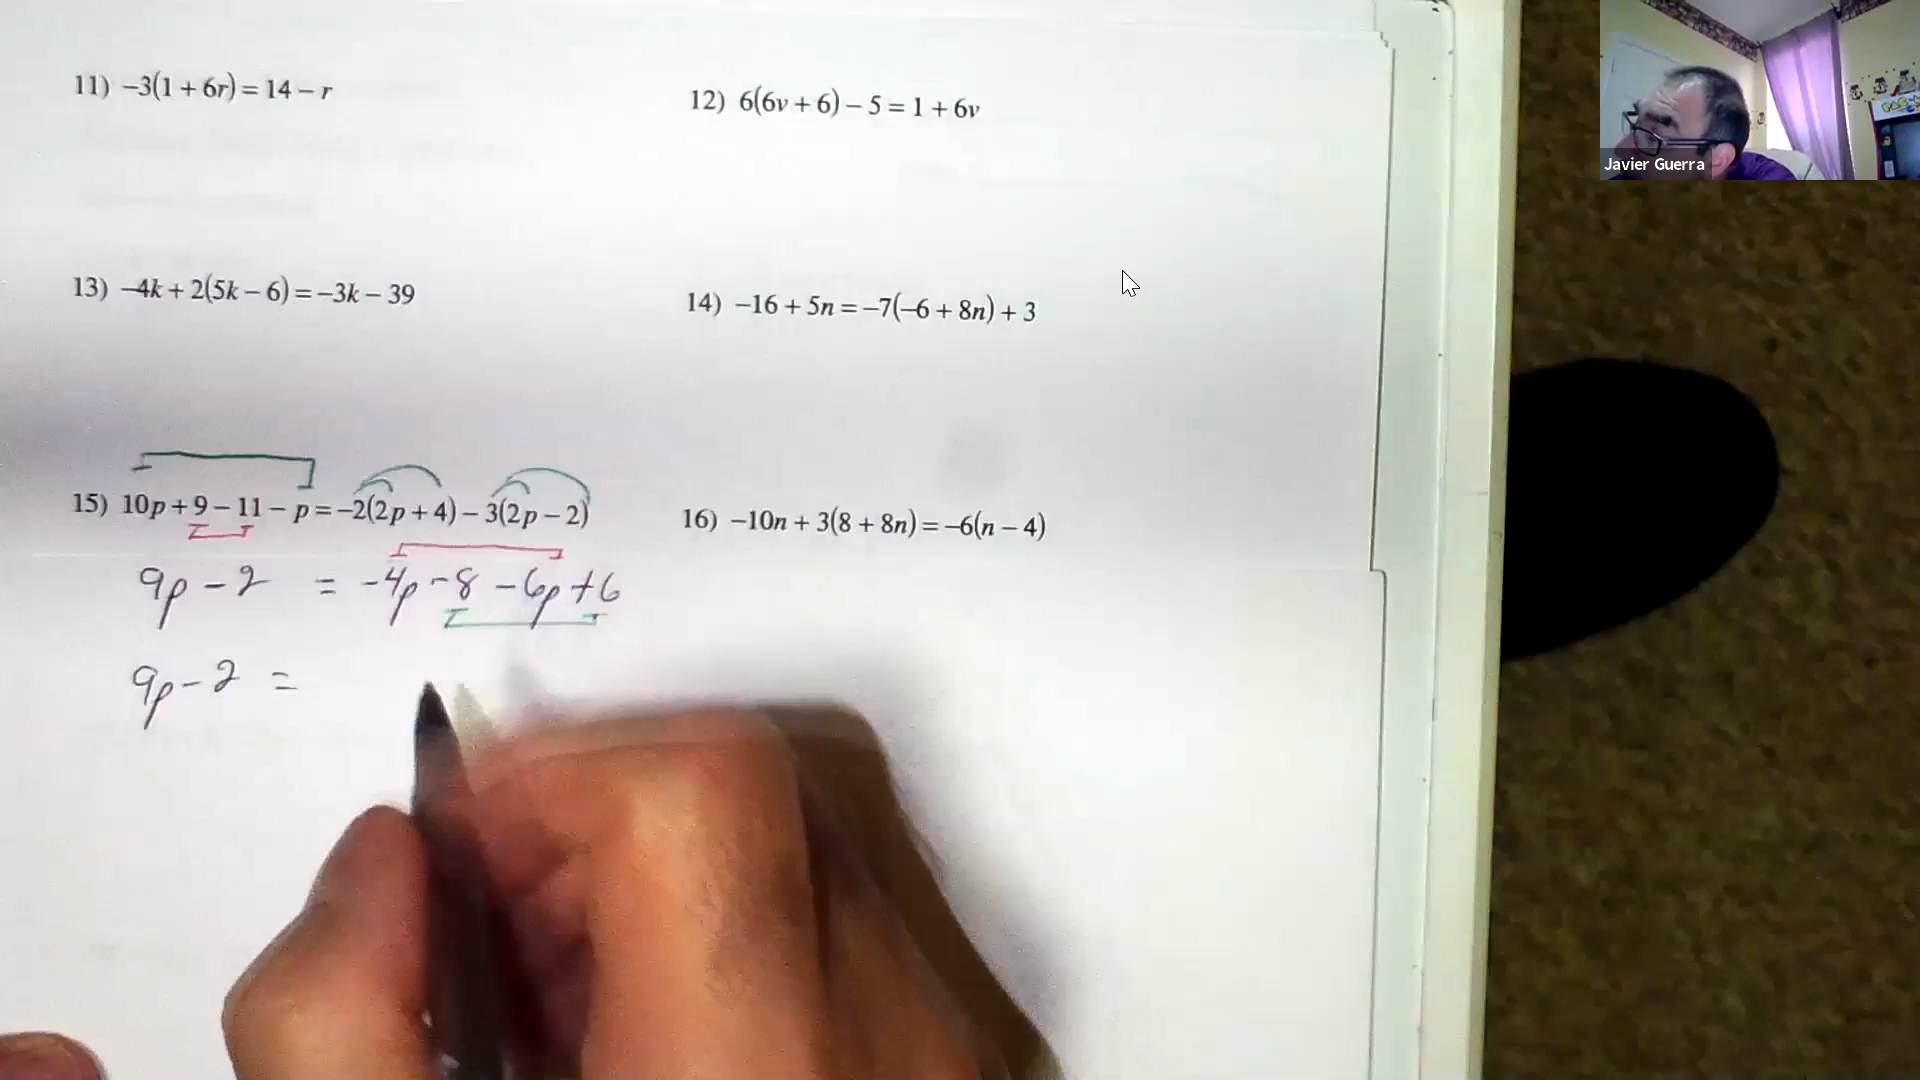 11) −3(1 + 6r) = 14 − r
12) 6(6v + 6) − 5 = 1 + 6v
Javier Guerra
13) −4k + 2(5k − 6) = −3k − 39
14) −16 + 5n = −7(−6 + 8n) + 3
15) 10p + 9 − 11 − p = −2(2p + 4) − 3(2p − 2)
16) −10n + 3(8 + 8n) = −6(n − 4)
9p − 2 = −4p − 8 − 6p + 6
9p − 2 =